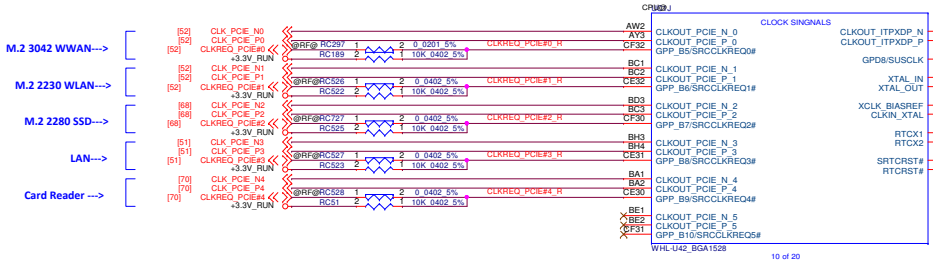 CPU@
U0J
CLOCK SINGNALS
M.2 3042 WWAN--->
[52] CLK_PCIE_N0
[52] CLK_PCIE_P0
[52] CLKREQ_PCIE#0
+3.3V_RUN
@RF@ RC297 1 2 0_0201_5% CLKREQ_PCIE#0_R
RC189 2 1 10K_0402_5%
AW2 CLKOUT_PCIE_N_0
AY3 CLKOUT_PCIE_P_0
CF32 GPP_B5/SRCCLKREQ0#
M.2 2230 WLAN--->
[52] CLK_PCIE_N1
[52] CLK_PCIE_P1
[52] CLKREQ_PCIE#1
+3.3V_RUN
@RF@ RC526 1 2 0_0402_5% CLKREQ_PCIE#1_R
RC522 2 1 10K_0402_5%
BC1 CLKOUT_PCIE_N_1
BC2 CLKOUT_PCIE_P_1
CE32 GPP_B6/SRCCLKREQ1#
M.2 2280 SSD--->
[68] CLK_PCIE_N2
[68] CLK_PCIE_P2
[68] CLKREQ_PCIE#2
+3.3V_RUN
@RF@ RC727 1 2 0_0402_5% CLKREQ_PCIE#2_R
RC525 2 1 10K_0402_5%
BD3 CLKOUT_PCIE_N_2
BC3 CLKOUT_PCIE_P_2
CF30 GPP_B7/SRCCLKREQ2#
LAN--->
[51] CLK_PCIE_N3
[51] CLK_PCIE_P3
[51] CLKREQ_PCIE#3
+3.3V_RUN
@RF@ RC527 1 2 0_0402_5% CLKREQ_PCIE#3_R
RC523 2 1 10K_0402_5%
BH3 CLKOUT_PCIE_N_3
BH4 CLKOUT_PCIE_P_3
CE31 GPP_B8/SRCCLKREQ3#
Card Reader --->
[70] CLK_PCIE_N4
[70] CLK_PCIE_P4
[70] CLKREQ_PCIE#4
+3.3V_RUN
@RF@ RC528 1 2 0_0402_5% CLKREQ_PCIE#4_R
RC51 2 1 10K_0402_5%
BA1 CLKOUT_PCIE_N_4
BA2 CLKOUT_PCIE_P_4
CE30 GPP_B9/SRCCLKREQ4#
BE1 CLKOUT_PCIE_N_5
BE2 CLKOUT_PCIE_P_5
CF31 GPP_B10/SRCCLKREQ5#
CLKOUT_ITPXDP_N
CLKOUT_ITPXDP_P
GPD8/SUSCLK
XTAL_IN
XTAL_OUT
XCLK_BIASREF
CLKIN_XTAL
RTCX1
RTCX2
SRTCRST#
RTCRST#
WHL-U42_BGA1528
10 of 20